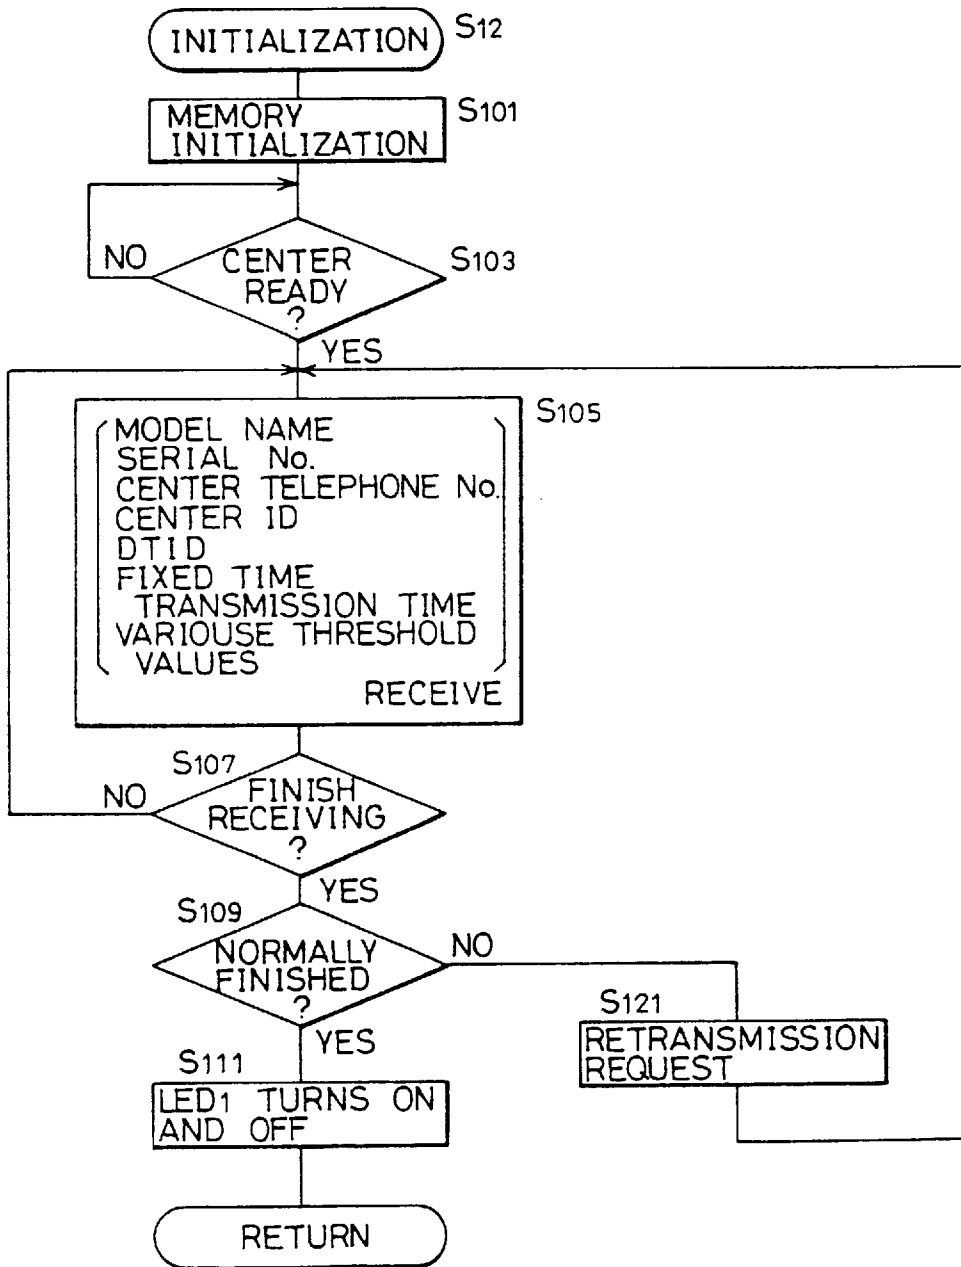 INITIALIZATION S12
MEMORY S101
INITIALIZATION
NO
CENTER S103
READY
?
YES
S105
MODEL NAME
SERIAL No.
CENTER TELEPHONE No.
CENTER ID
DTID
FIXED TIME
TRANSMISSION TIME
VARIOUSE THRESHOLD
VALUES
RECEIVE
S107
NO
FINISH
RECEIVING
?
YES
S109
NORMALLY NO
FINISHED
?
YES
S121
RETRANSMISSION
REQUEST
S111
LED1 TURNS ON
AND OFF
RETURN